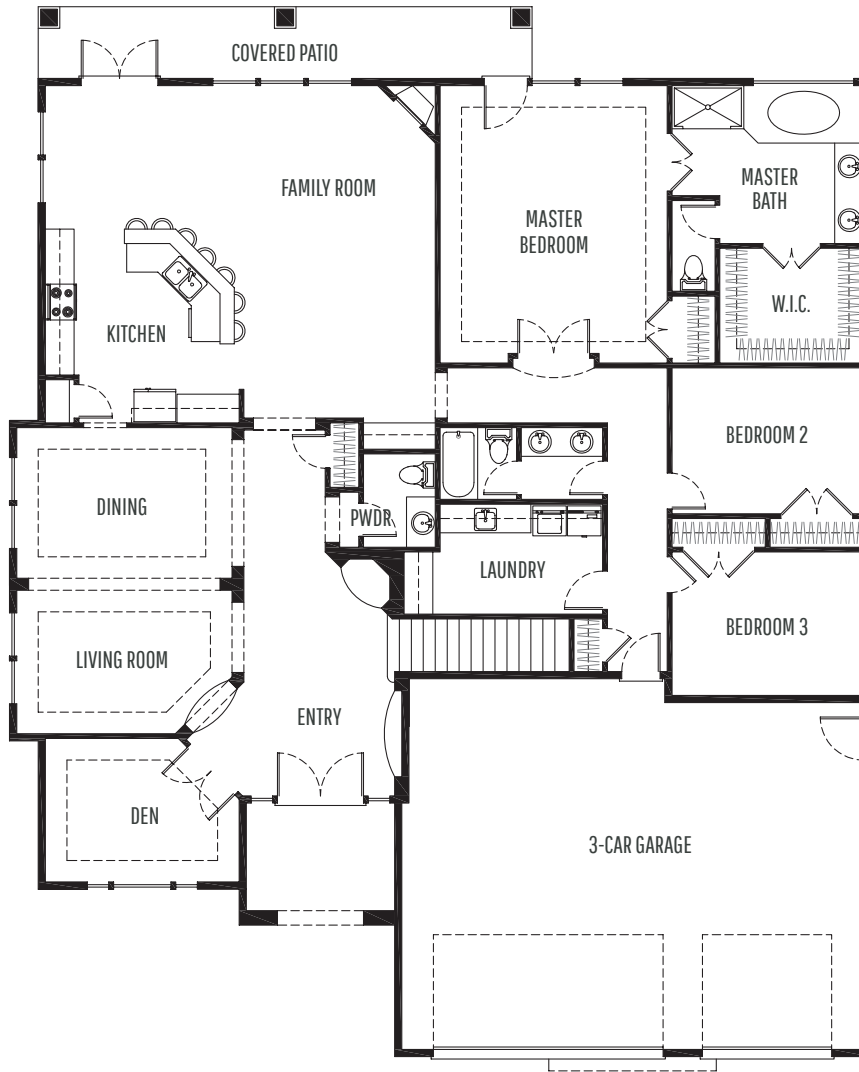 COVERED PATIO
FAMILY ROOM
MASTER
BEDROOM
MASTER
BATH
W.I.C.
KITCHEN
BEDROOM 2
DINING
PWDR
LAUNDRY
BEDROOM 3
LIVING ROOM
ENTRY
DEN
3-CAR GARAGE